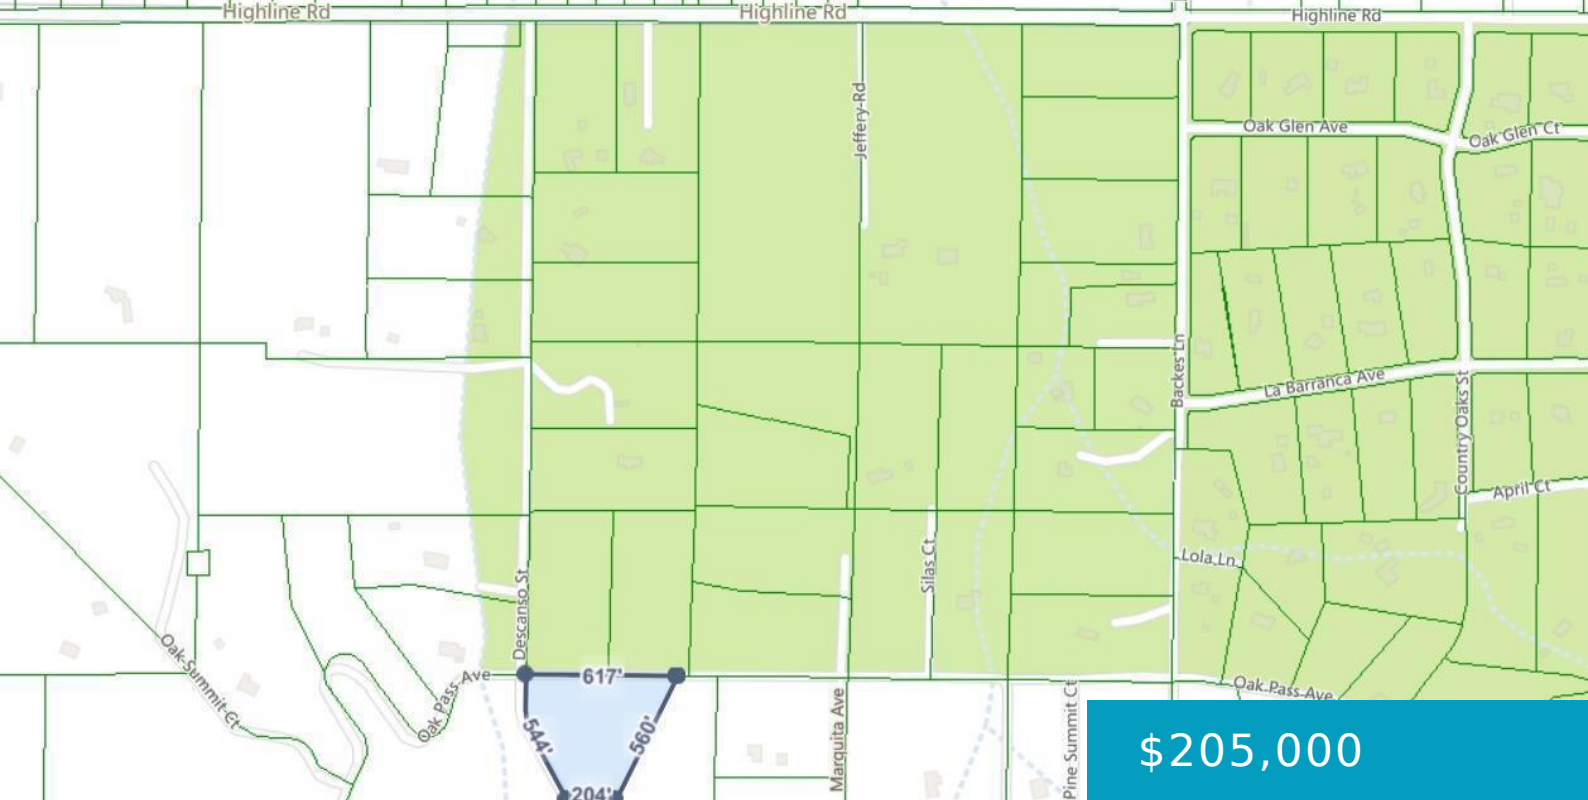 Highline Rd
Highline Rd
Highline Rd
Jeffery Rd
Oak Glen Ave
Oak Glen Ct
Backes Ln
La Barranca Ave
Country Oaks St
April Ct
Silas Ct
Lola Ln
Descanso St
Oak Summit Ct
Oak Pass Ave
617'
Oak Pass Ave
544'
560'
Marquita Ave
Pine Summit Ct
204'
$205,000